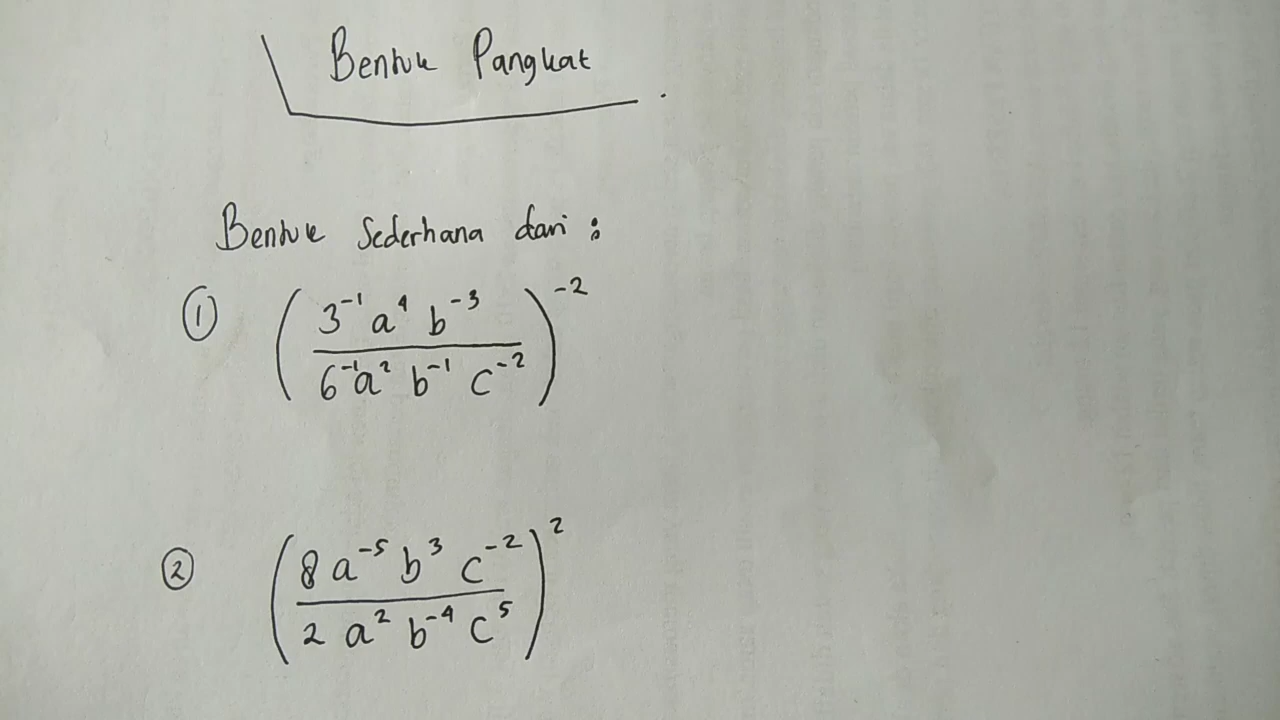 Bentuk Pangkat
Bentuk Sederhana dari :
① (3⁻¹ a⁴ b⁻³ / 6⁻¹ a² b⁻¹ c⁻²)⁻²
② (8 a⁻⁵ b³ c⁻² / 2 a² b⁻⁴ c⁵)²